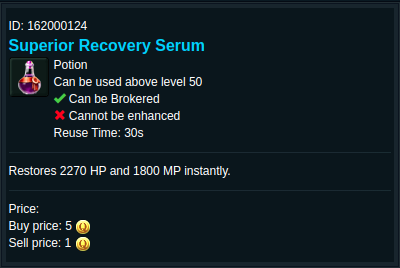 ID: 162000124
Superior Recovery Serum
Potion
Can be used above level 50
Can be Brokered
Cannot be enhanced
Reuse Time: 30s
Restores 2270 HP and 1800 MP instantly.
Price:
Buy price: 5
Sell price: 1